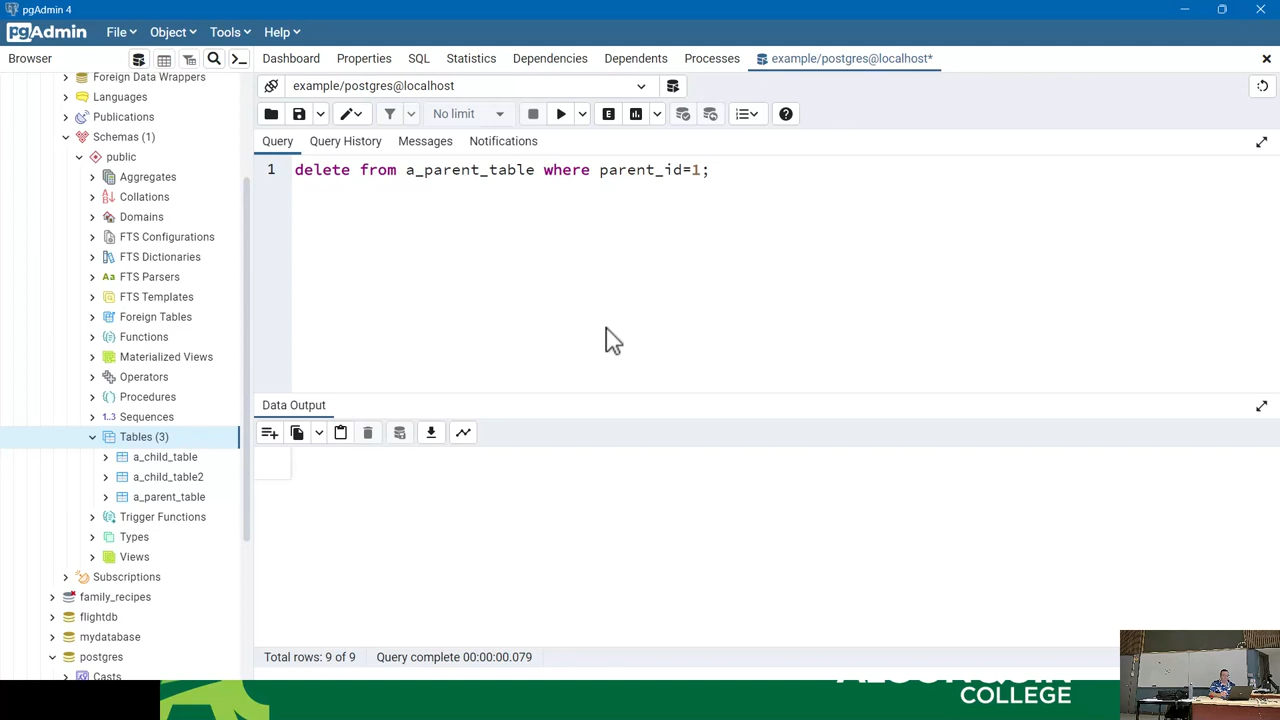 pgAdmin 4
pgAdmin File Object Tools Help
Browser
Dashboard Properties SQL Statistics Dependencies Dependents Processes example/postgres@localhost*
Foreign Data Wrappers
Languages
Publications
Schemas (1)
public
Aggregates
Collations
Domains
FTS Configurations
FTS Dictionaries
FTS Parsers
FTS Templates
Foreign Tables
Functions
Materialized Views
Operators
Procedures
1..3 Sequences
Tables (3)
a_child_table
a_child_table2
a_parent_table
Trigger Functions
Types
Views
Subscriptions
family_recipes
flightdb
mydatabase
postgres
Casts
example/postgres@localhost
No limit
Query Query History Messages Notifications
1 delete from a_parent_table where parent_id=1;
Data Output
Total rows: 9 of 9 Query complete 00:00:00.079
COLLEGE